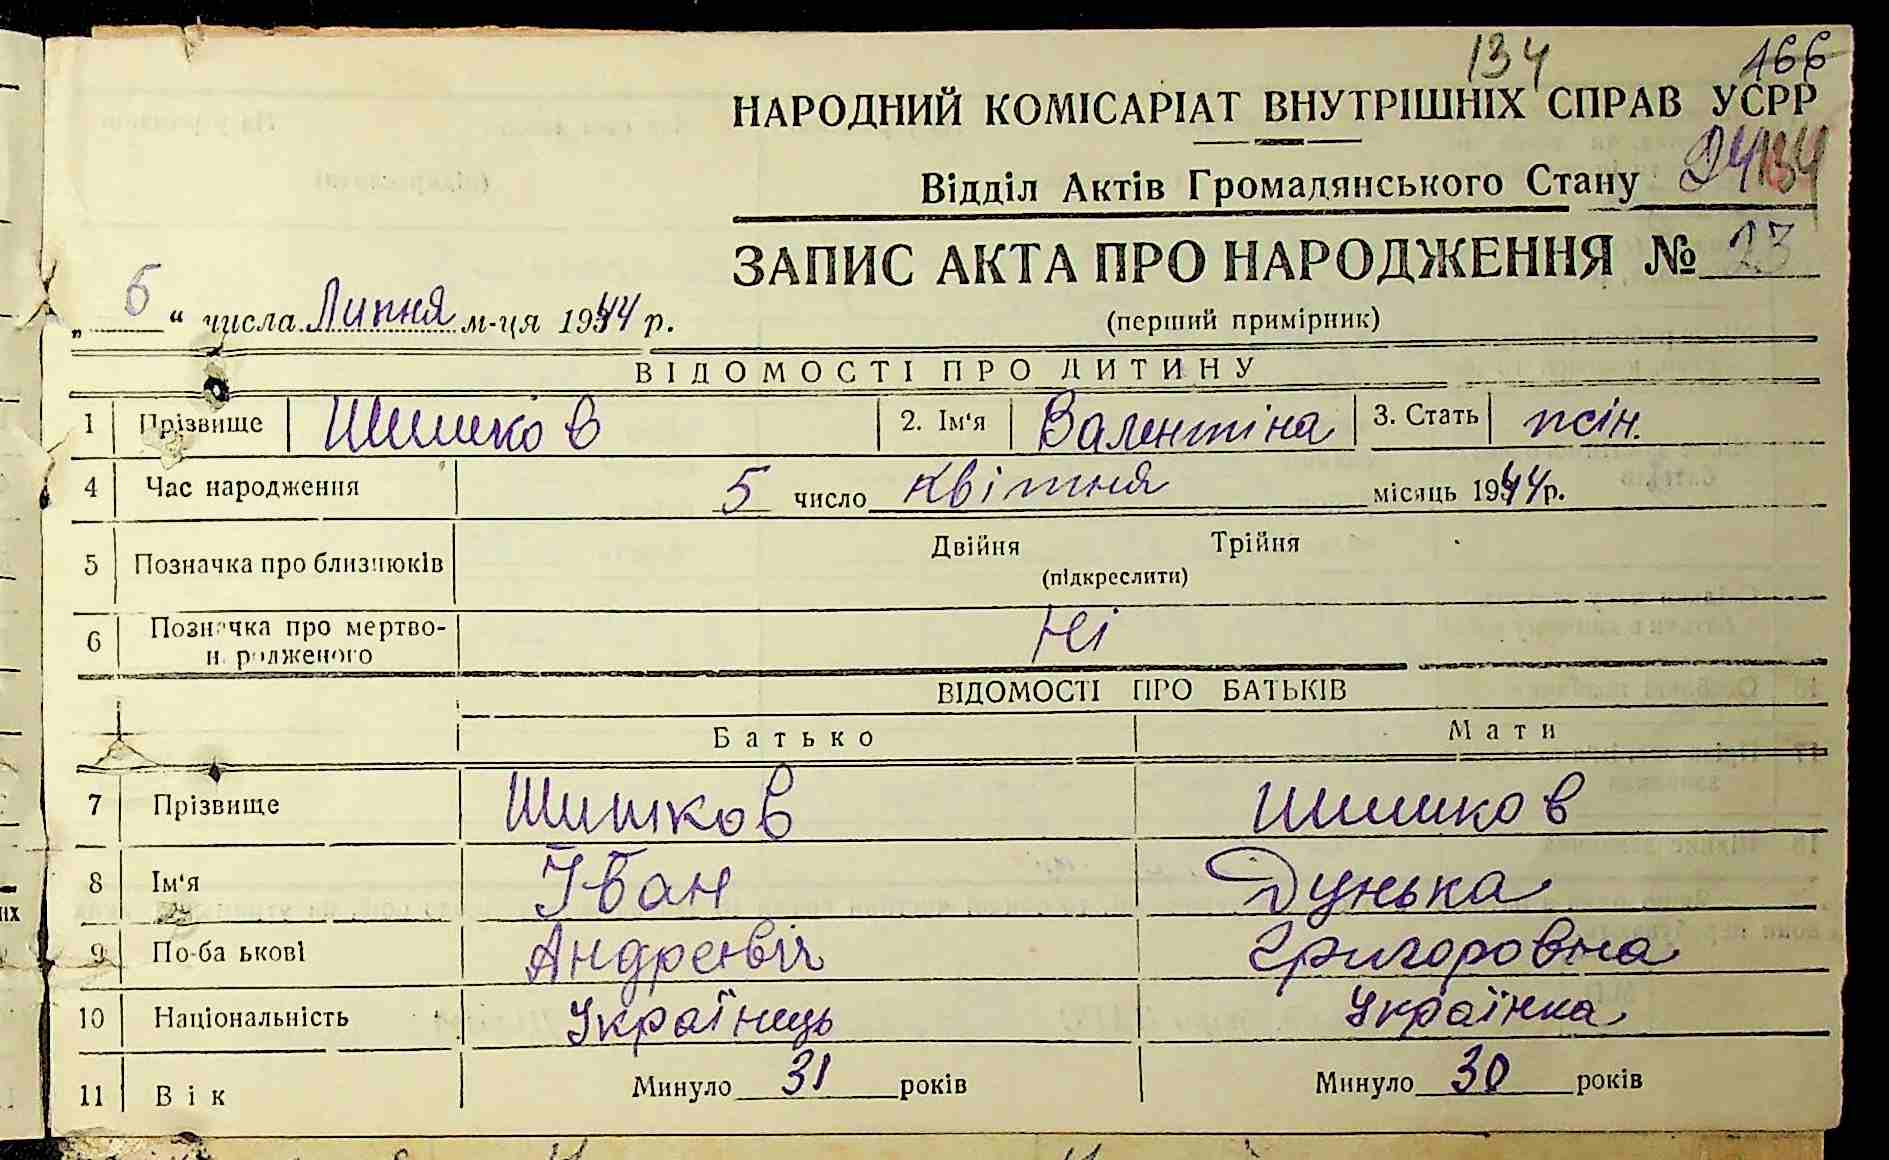 134 166
НАРОДНИЙ КОМІСАРІАТ ВНУТРІШНІХ СПРАВ УСРР
Відділ Актів Громадянського Стану
ЗАПИС АКТА ПРО НАРОДЖЕННЯ № 23
„ 6 “ числа Липня м-ця 1944 р.
(перший примірник)
ВІДОМОСТІ ПРО ДИТИНУ
1 Прізвище Шишков 2. Ім‘я Валентіна 3. Стать жін.
4 Час народження 5 число Квітня місяць 1944р.
5 Позначка про близнюків Двійня Трійня
(підкреслити)
6 Позначка про мертво-
народженого Ні
ВІДОМОСТІ ПРО БАТЬКІВ
Батько Мати
7 Прізвище Шишков Шишков
8 Ім‘я Іван Дунька
9 По-ба ькові Андреєвіч Григоровна
10 Національність Українець Українка
11 Вік Минуло 31 років Минуло 30 років